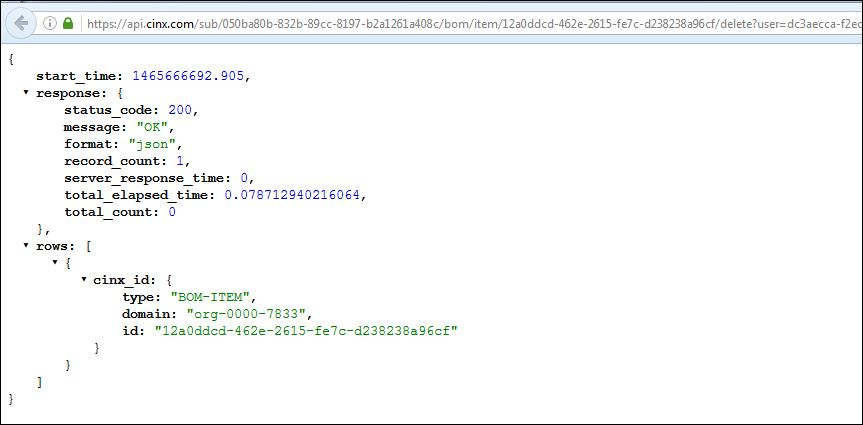 https://api.cinx.com/sub/050ba80b-832b-89cc-8197-b2a1261a408c/bom/item/12a0ddcd-462e-2615-fe7c-d238238a96cf/delete?user=dc3aecca-f2ec
{
start_time: 1465666692.905,
response: {
status_code: 200,
message: "OK",
format: "json",
record_count: 1,
server_response_time: 0,
total_elapsed_time: 0.078712940216064,
total_count: 0
},
rows: [
{
cinx_id: {
type: "BOM-ITEM",
domain: "org-0000-7833",
id: "12a0ddcd-462e-2615-fe7c-d238238a96cf"
}
}
]
}